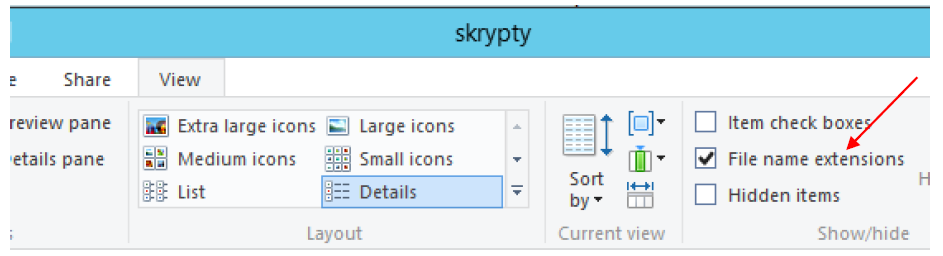 skrypty
e Share View
review pane
etails pane
Extra large icons Large icons
Medium icons Small icons
List Details
Layout
Sort
by
Current view
Item check boxes
File name extensions
Hidden items
H
Show/hide